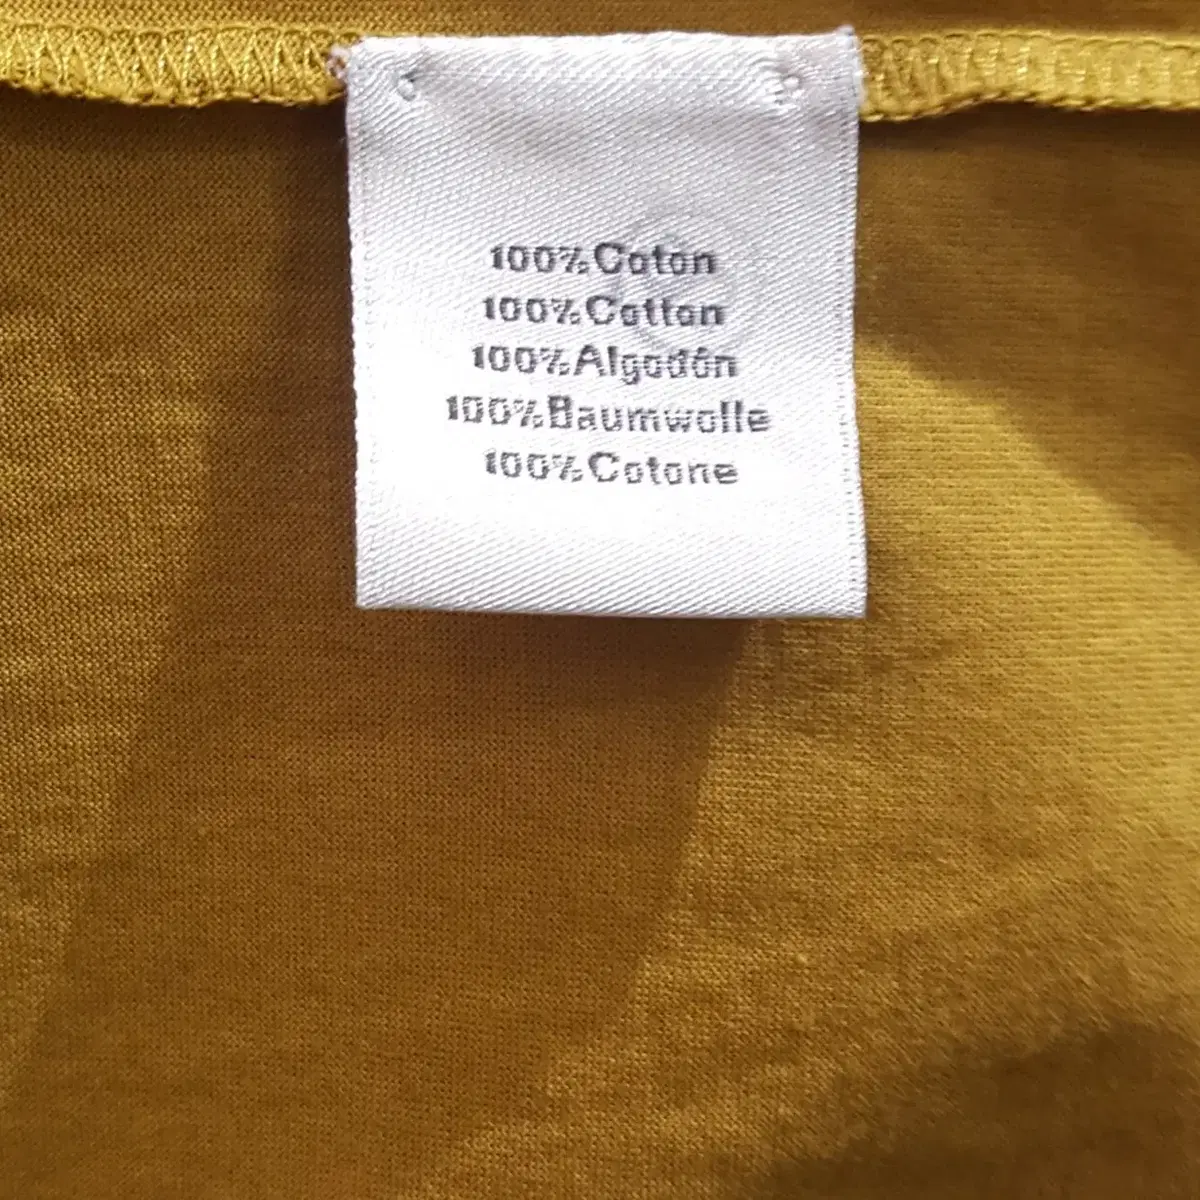 100% Coton
100% Cotton
100% Algodón
100% Baumwolle
100% Cotone